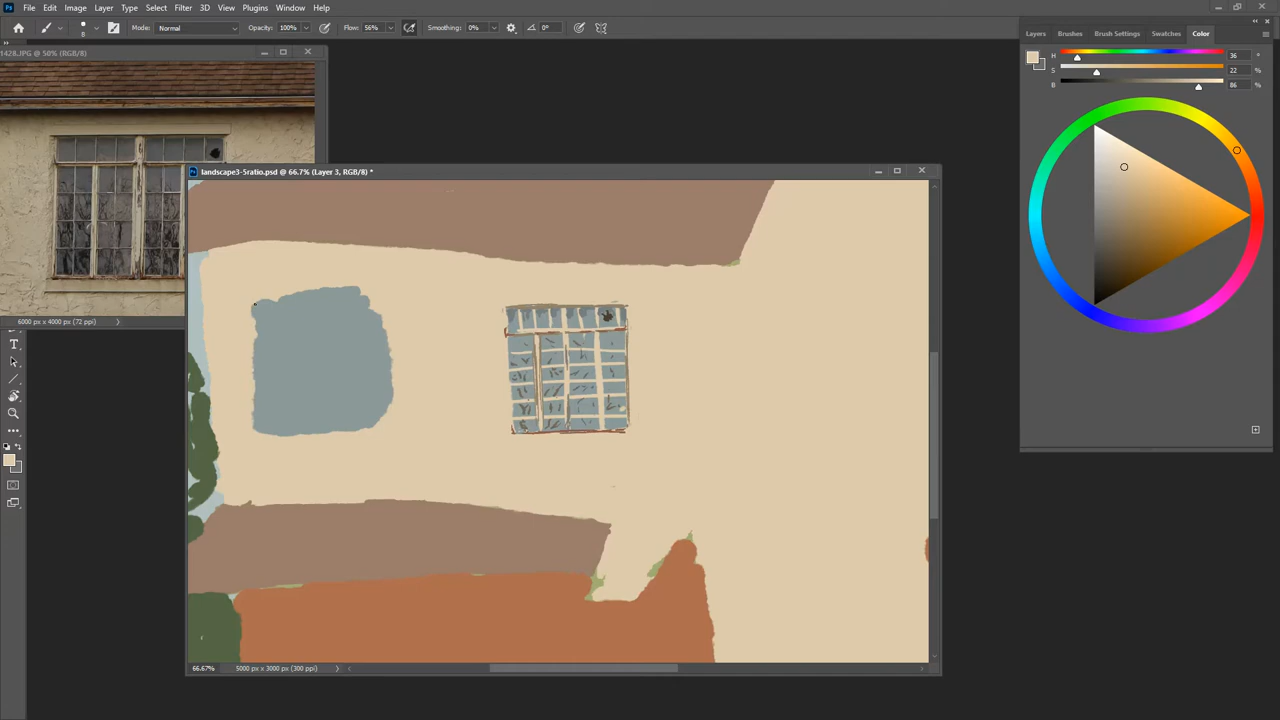 Ps File Edit Image Layer Type Select Filter 3D View Plugins Window Help
8 Mode: Normal Opacity: 100% Flow: 56% Smoothing: 0% 0°
Layers Brushes Brush Settings Swatches Color
1428.JPG @ 50% (RGB/8)
H 36 °
S 22 %
B 86 %
landscape3-5ratio.psd @ 66.7% (Layer 3, RGB/8) *
6000 px x 4000 px (72 ppi)
T
66.67% 5000 px x 3000 px (300 ppi)